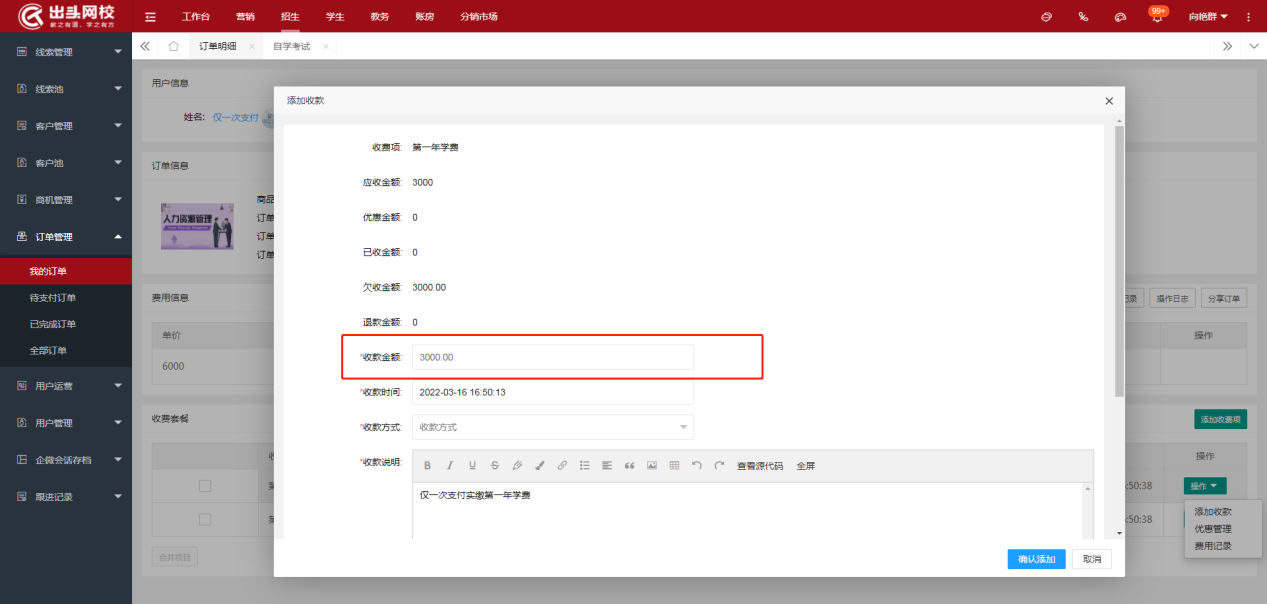 出头网校
教之有道，学之有方
工作台 营销 招生 学生 教务 账房 分销市场
99+
向艳群
线索管理
线索池
客户管理
客户池
商机管理
订单管理
我的订单
待支付订单
已完成订单
全部订单
用户运营
用户管理
企微会话存档
跟进记录
订单明细 × 自学考试 ×
用户信息
姓名: 仅一次支付
订单信息
人力资源管理
商品
订单
订单
订单
费用信息
记录 操作日志 分享订单
单价
操作
6000
收费套餐
添加收费项
操作
:50:38 操作
:50:38
添加收款
优惠管理
费用记录
合并项目
添加收款
收费项: 第一年学费
应收金额: 3000
优惠金额: 0
已收金额: 0
欠收金额: 3000.00
退款金额: 0
*收款金额: 3000.00
*收款时间: 2022-03-16 16:50:13
*收款方式: 收款方式
*收款说明:
B I U S 查看源代码 全屏
仅一次支付实缴第一年学费
确认添加 取消